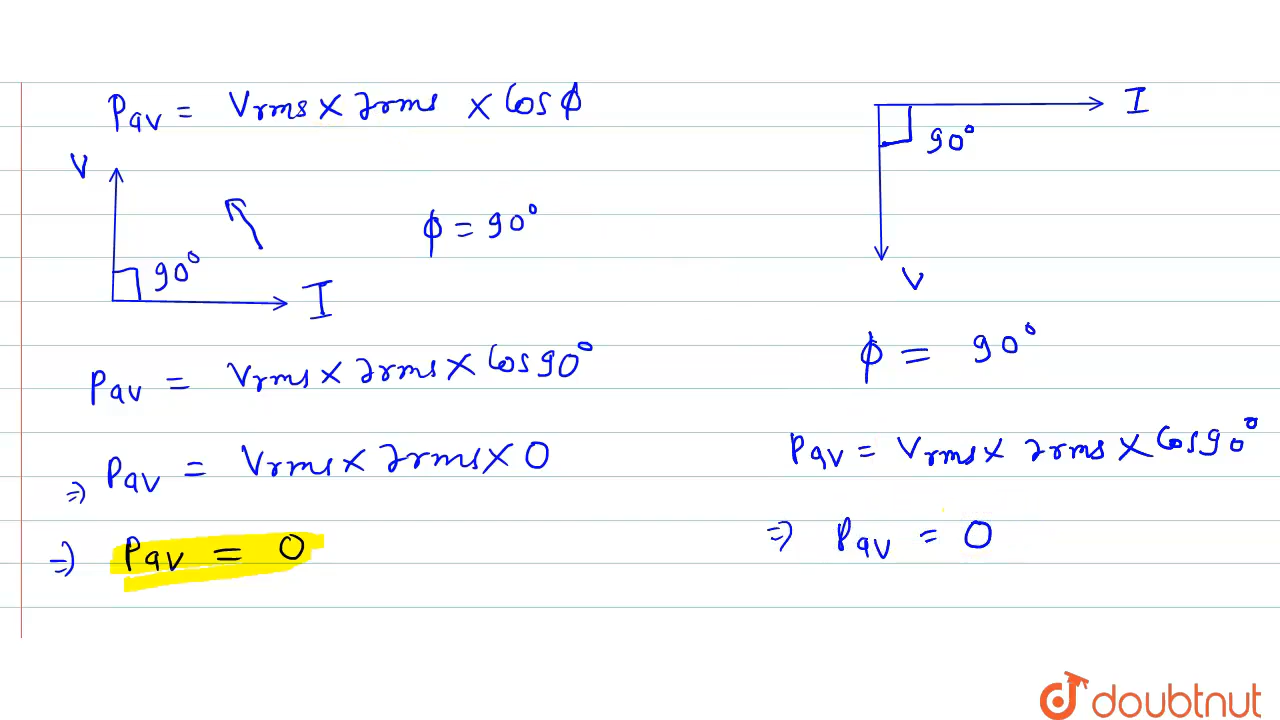 Pav = Vrms × Irms × Cos ϕ
V
90°
I
ϕ = 90°
Pav = Vrms × Irms × Cos 90°
⇒ Pav = Vrms × Irms × 0
⇒ Pav = 0
I
90°
V
ϕ = 90°
Pav = Vrms × Irms × Cos 90°
⇒ Pav = 0
doubtnut